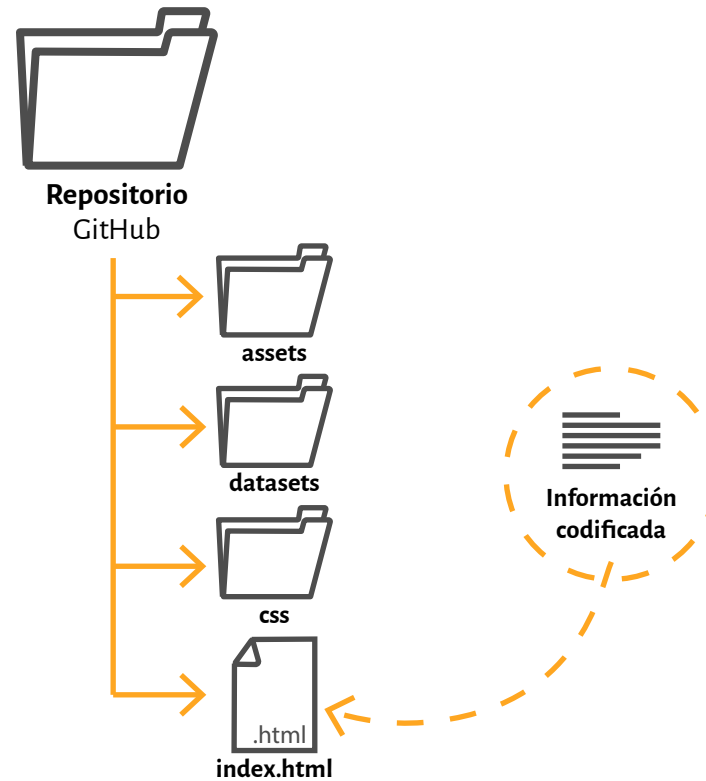 Repositorio
GitHub
assets
datasets
Información
codificada
css
.html
index.html